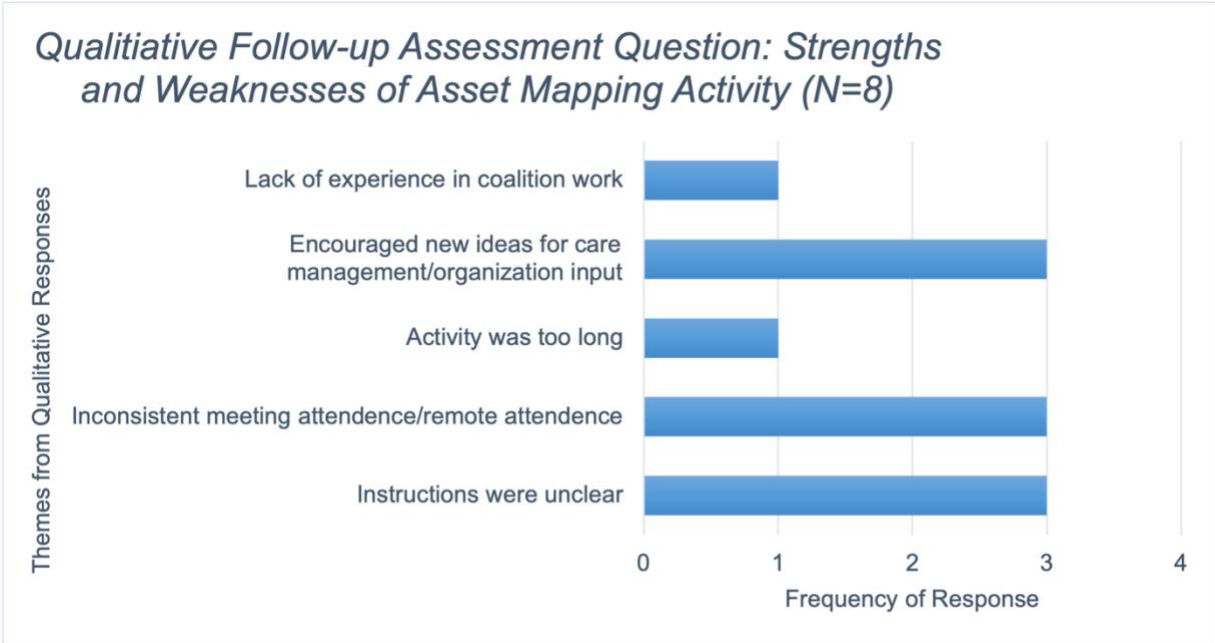 Qualitiative Follow-up Assessment Question: Strengths
and Weaknesses of Asset Mapping Activity (N=8)
Themes from Qualitative Responses
Lack of experience in coalition work
Encouraged new ideas for care
management/organization input
Activity was too long
Inconsistent meeting attendence/remote attendence
Instructions were unclear
0 1 2 3 4
Frequency of Response